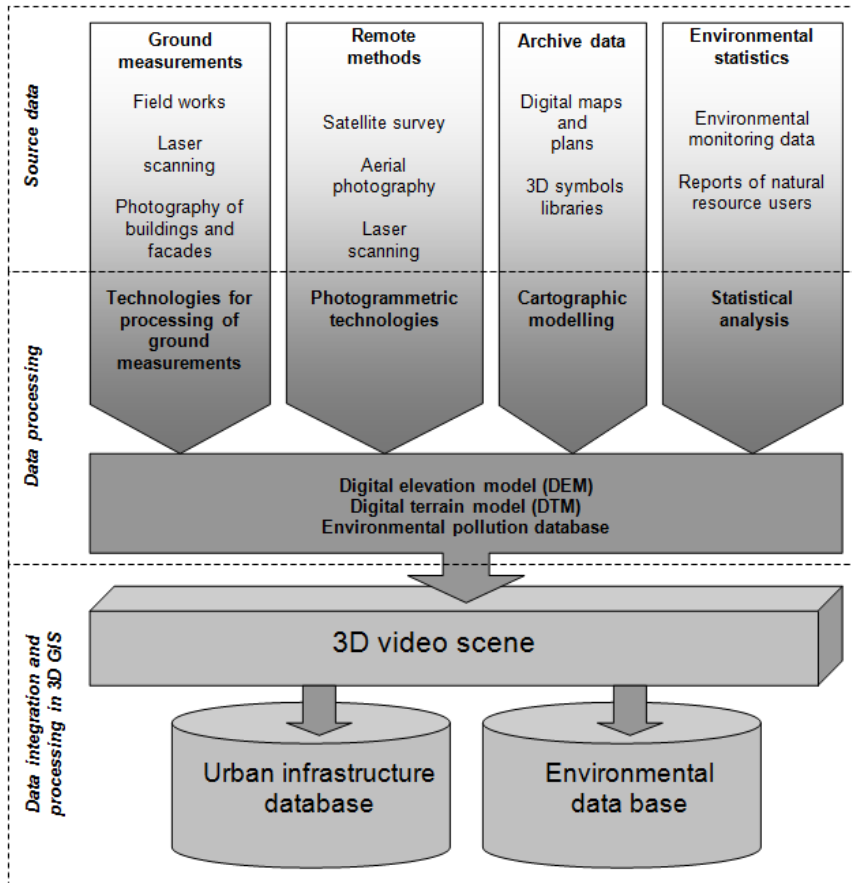 Source data
Ground
measurements
Field works
Laser
scanning
Photography of
buildings and
facades
Remote
methods
Satellite survey
Aerial
photography
Laser
scanning
Archive data
Digital maps
and
plans
3D symbols
libraries
Environmental
statistics
Environmental
monitoring data
Reports of natural
resource users
Data processing
Technologies for
processing of
ground
measurements
Photogrammetric
technologies
Cartographic
modelling
Statistical
analysis
Digital elevation model (DEM)
Digital terrain model (DTM)
Environmental pollution database
Data integration and
processing in 3D GIS
3D video scene
Urban infrastructure
database
Environmental
data base